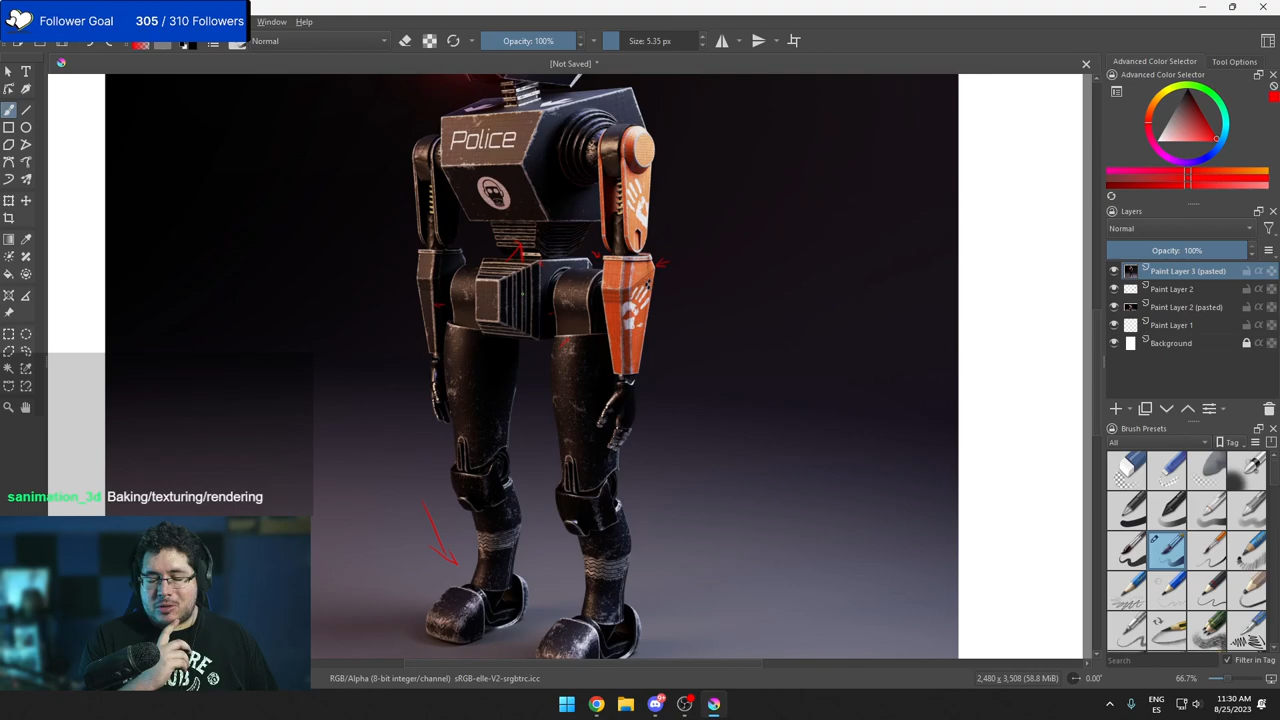 Follower Goal 305 / 310 Followers
Window Help
Normal Opacity: 100% Size: 5.35 px
[Not Saved] *
Advanced Color Selector Tool Options
Advanced Color Selector
Police
Layers
Normal
Opacity: 100%
Paint Layer 3 (pasted)
Paint Layer 2
Paint Layer 2 (pasted)
Paint Layer 1
Background
Brush Presets
All Tag
sanimation_3d Baking/texturing/rendering
Search Filter in Tag
RGB/Alpha (8-bit integer/channel) sRGB-elle-V2-srgbtrc.icc 2,480 x 3,508 (58.8 MiB) 0.00° 66.7%
ENG
ES
11:30 AM
8/25/2023